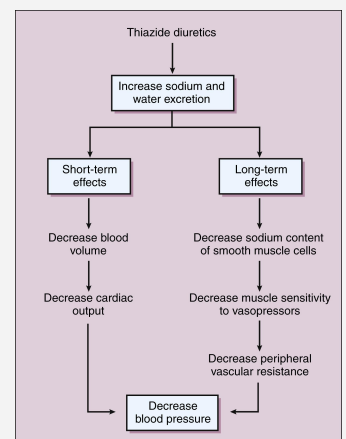 Thiazide diuretics
Increase sodium and
water excretion
Short-term
effects
Long-term
effects
Decrease blood
volume
Decrease sodium content
of smooth muscle cells
Decrease cardiac
output
Decrease muscle sensitivity
to vasopressors
Decrease peripheral
vascular resistance
Decrease
blood pressure